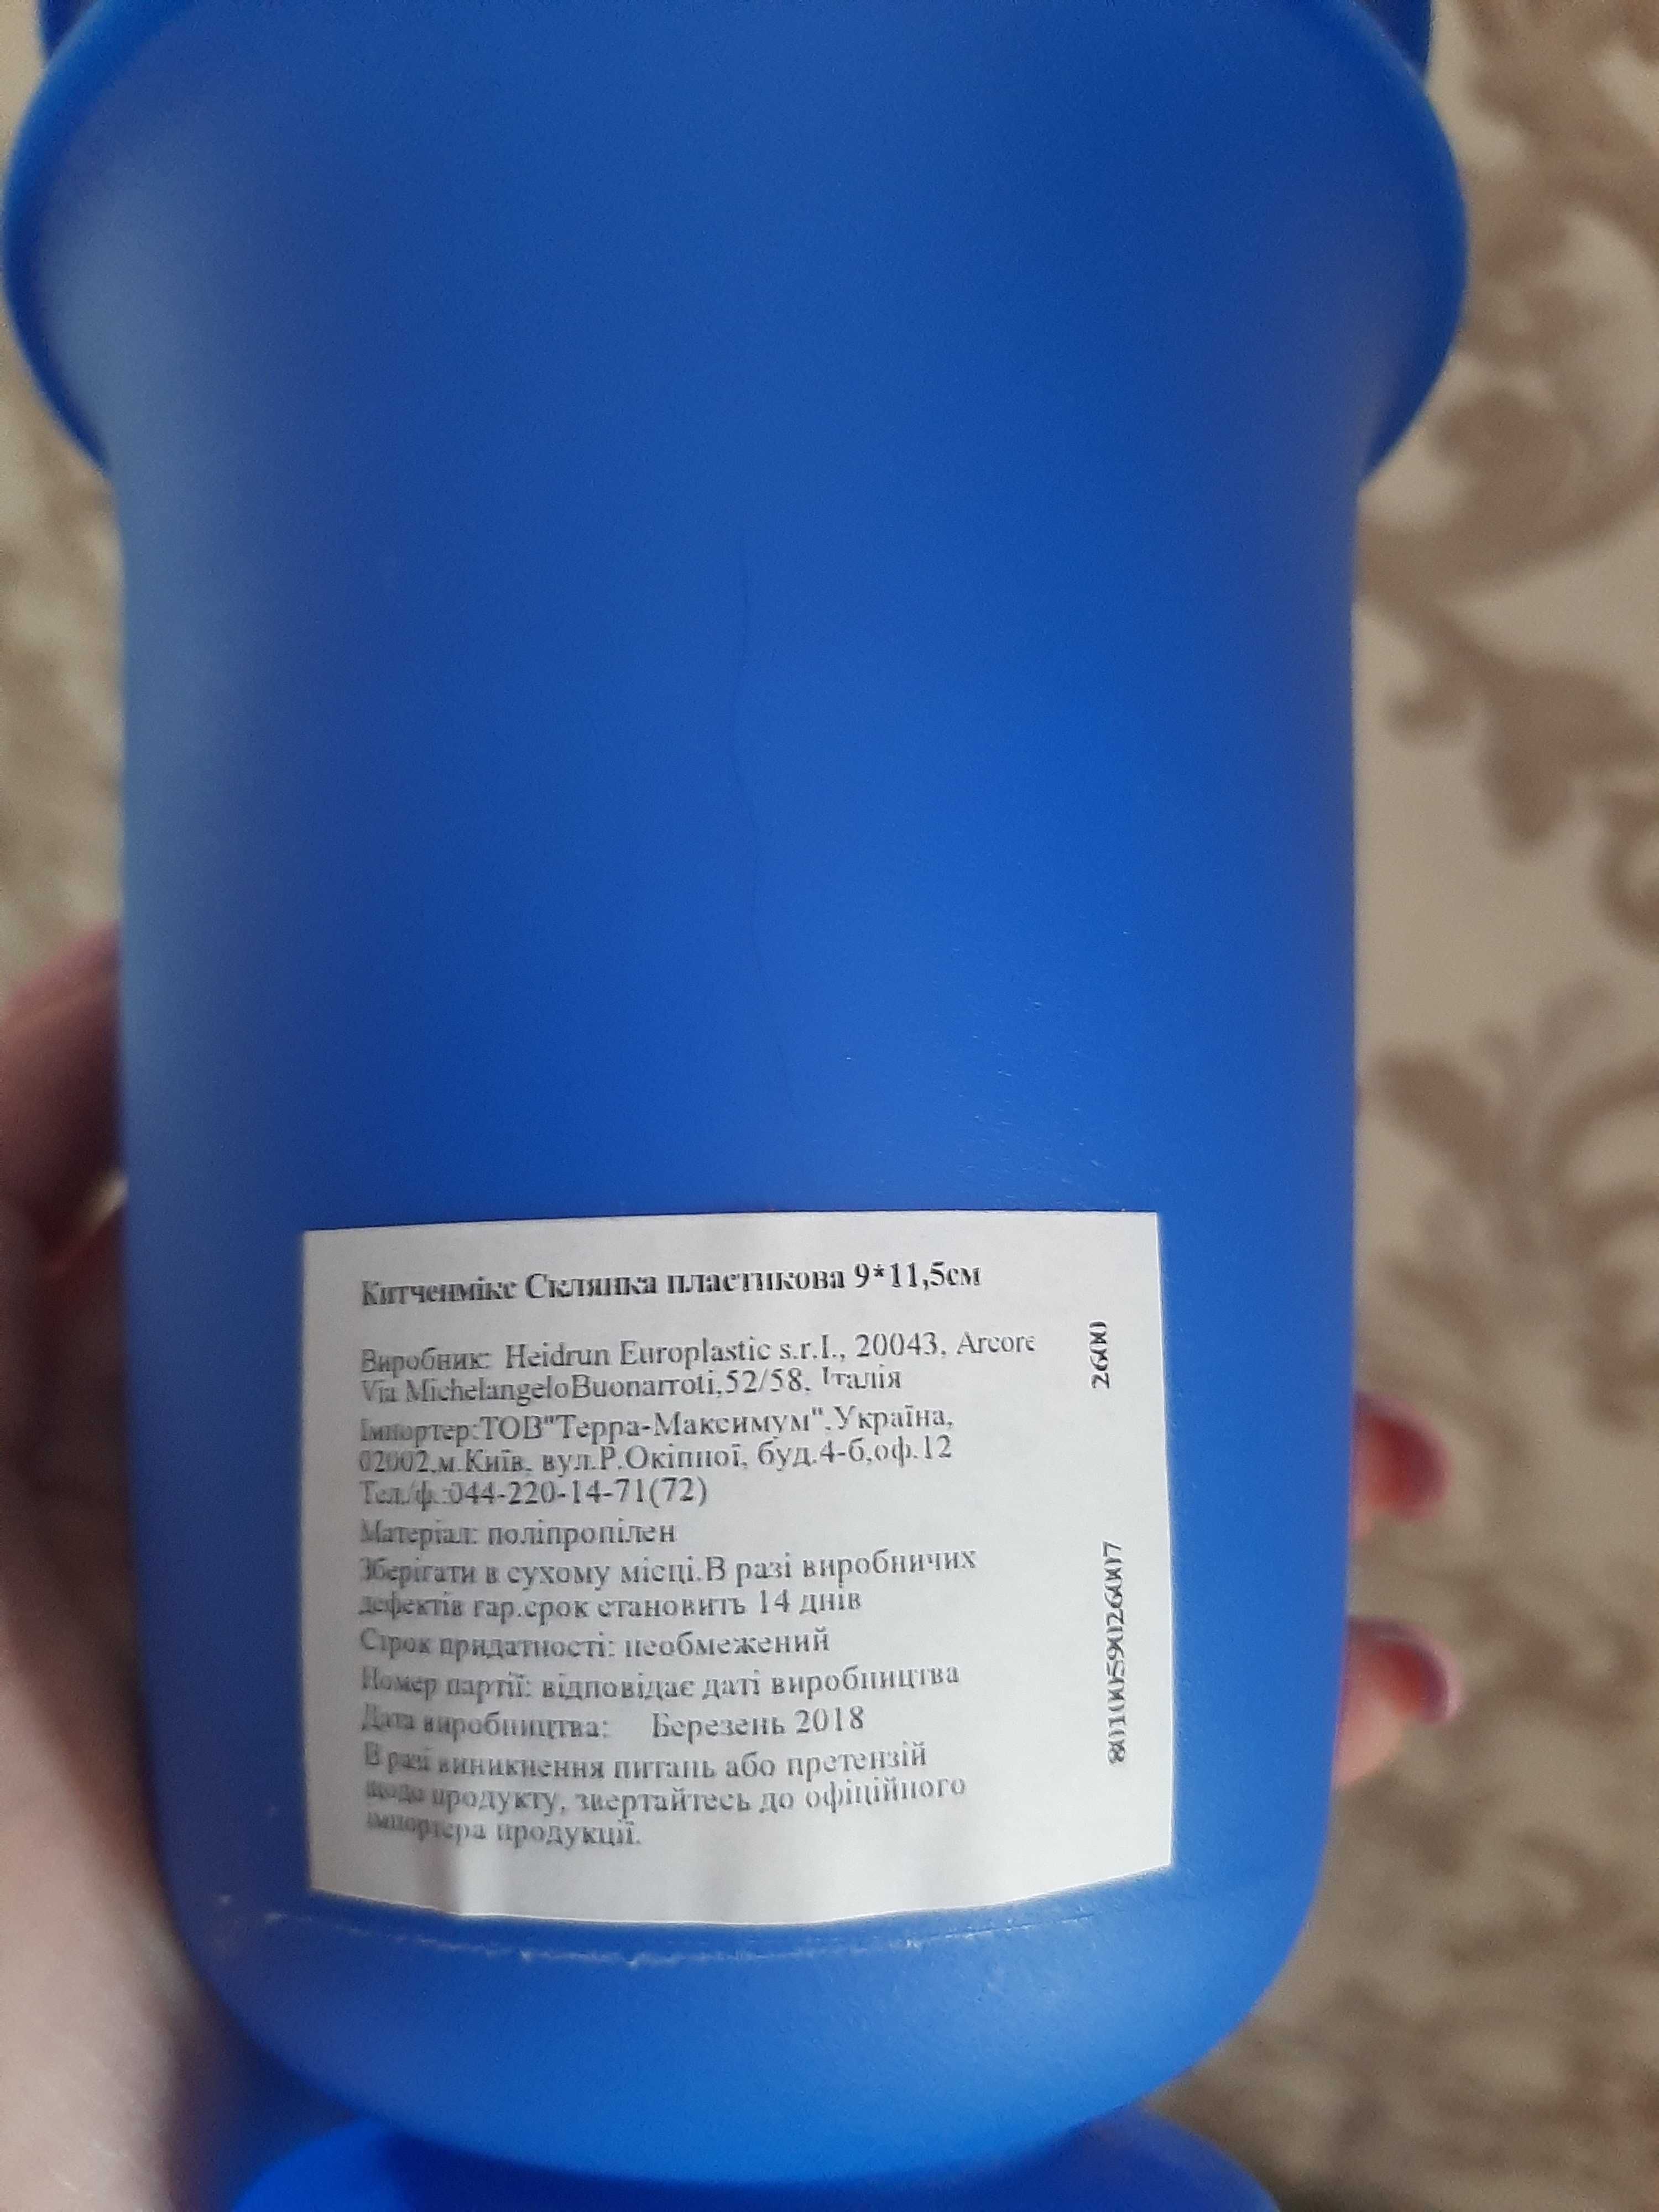 Китченмікс Склянка пластикова 9*11,5см
Виробник: Heidrun Europlastic s.r.I., 20043, Arcore
Via MichelangeloBuonarroti,52/58, Італія
Імпортер:ТОВ"Терра-Максимум",Україна,
02002,м.Київ, вул.Р.Окіпної, буд.4-б,оф.12
Тел./ф.:044-220-14-71(72)
Матеріал: поліпропілен
Зберігати в сухому місці.В разі виробничих
дефектів гар.срок становить 14 днів
Строк придатності: необмежений
Номер партії: відповідає даті виробництва
Дата виробництва: Березень 2018
В разі виникнення питань або претензій
щодо продукту, звертайтесь до офіційного
імпортера продукції.
2600
8010059026007